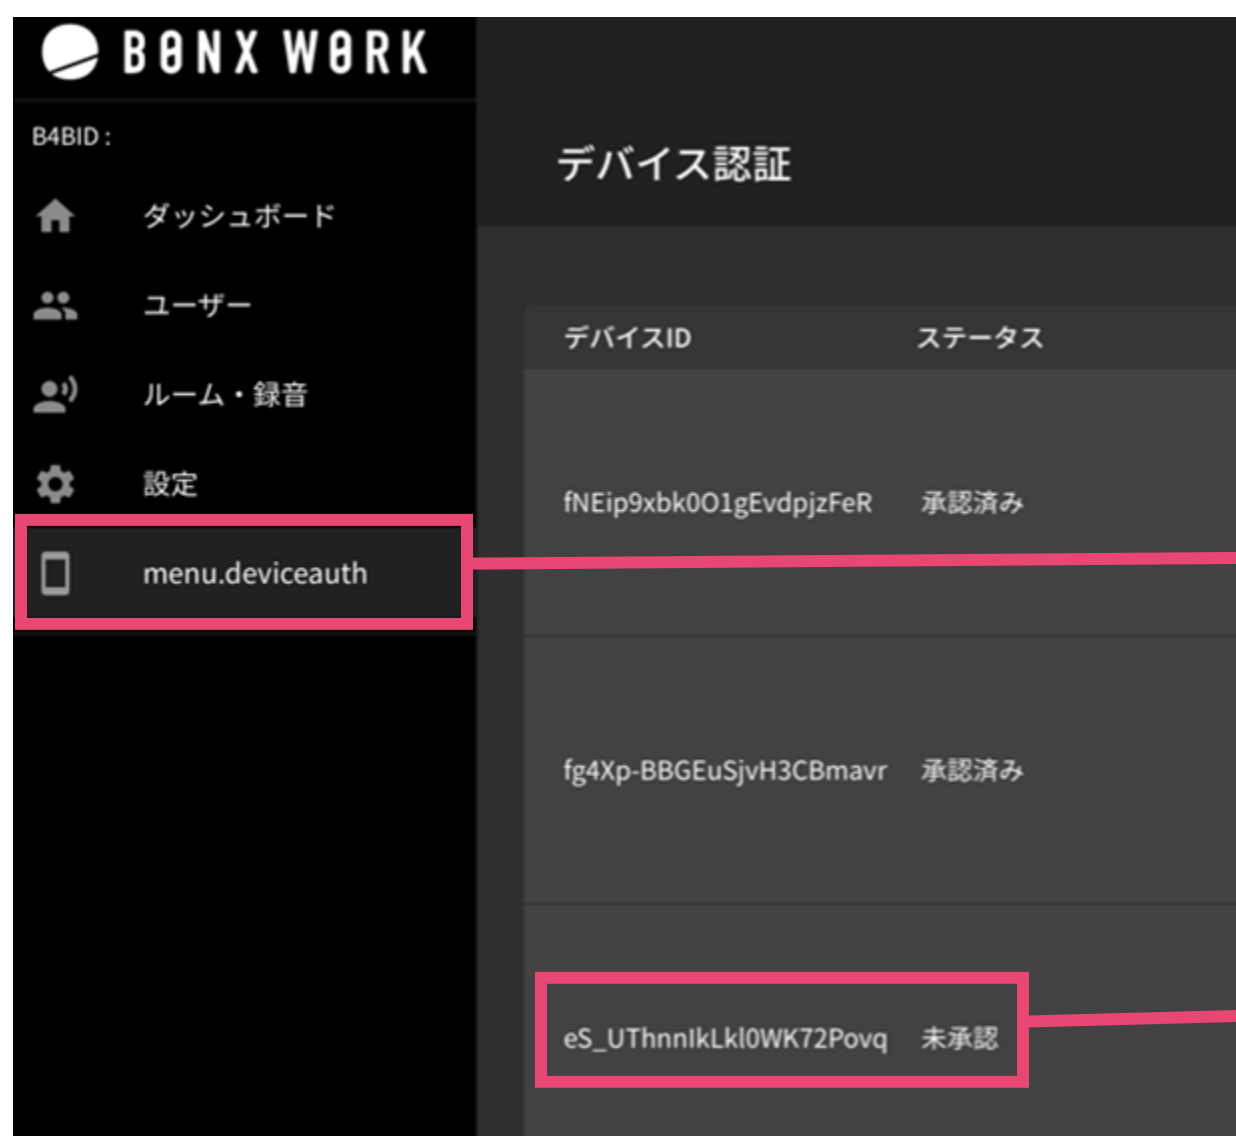 BONX WORK
B4BID :
ダッシュボード
ユーザー
ルーム・録音
設定
menu.deviceauth
デバイス認証
デバイスID ステータス
fNEip9xbk0O1gEvdpjzFeR 承認済み
fg4Xp-BBGEuSjvH3CBmavr 承認済み
eS_UThnnIkLkl0WK72Povq 未承認